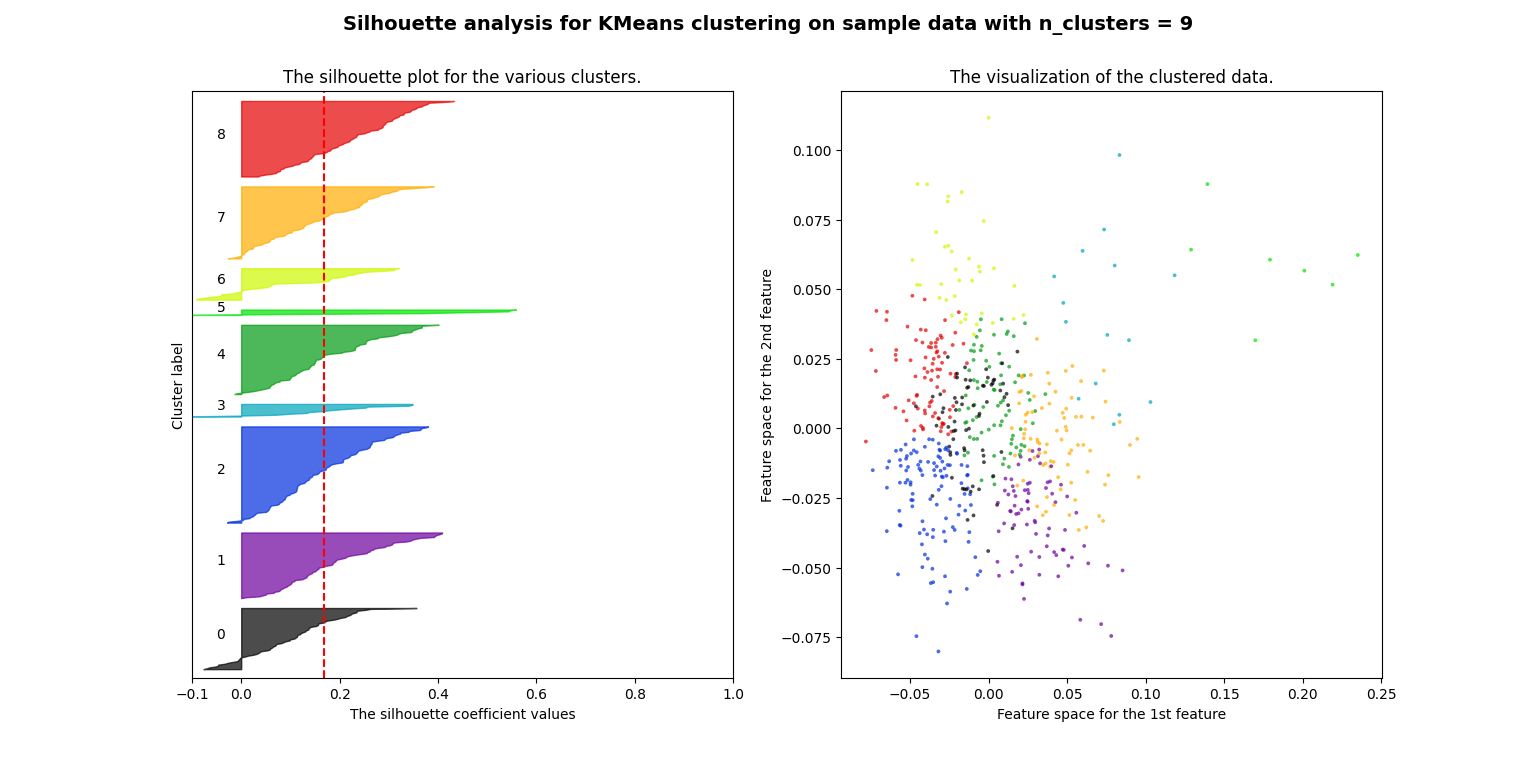 Silhouette analysis for KMeans clustering on sample data with n_clusters = 9
The silhouette plot for the various clusters.
Cluster label
8
7
6
5
4
3
2
1
0
−0.1 0.0 0.2 0.4 0.6 0.8 1.0
The silhouette coefficient values
The visualization of the clustered data.
Feature space for the 2nd feature
0.100
0.075
0.050
0.025
0.000
−0.025
−0.050
−0.075
−0.05 0.00 0.05 0.10 0.15 0.20 0.25
Feature space for the 1st feature